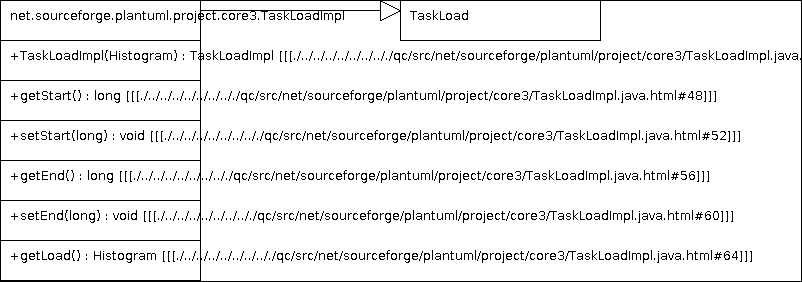 net.sourceforge.plantuml.project.core3.TaskLoadImpl
TaskLoad
+TaskLoadImpl(Histogram) : TaskLoadImpl [[[./../../../../../../../../qc/src/net/sourceforge/plantuml/project/core3/TaskLoadImpl.java.
+getStart() : long [[[./../../../../../../../../qc/src/net/sourceforge/plantuml/project/core3/TaskLoadImpl.java.html#48]]]
+setStart(long) : void [[[./../../../../../../../../qc/src/net/sourceforge/plantuml/project/core3/TaskLoadImpl.java.html#52]]]
+getEnd() : long [[[./../../../../../../../../qc/src/net/sourceforge/plantuml/project/core3/TaskLoadImpl.java.html#56]]]
+setEnd(long) : void [[[./../../../../../../../../qc/src/net/sourceforge/plantuml/project/core3/TaskLoadImpl.java.html#60]]]
+getLoad() : Histogram [[[./../../../../../../../../qc/src/net/sourceforge/plantuml/project/core3/TaskLoadImpl.java.html#64]]]